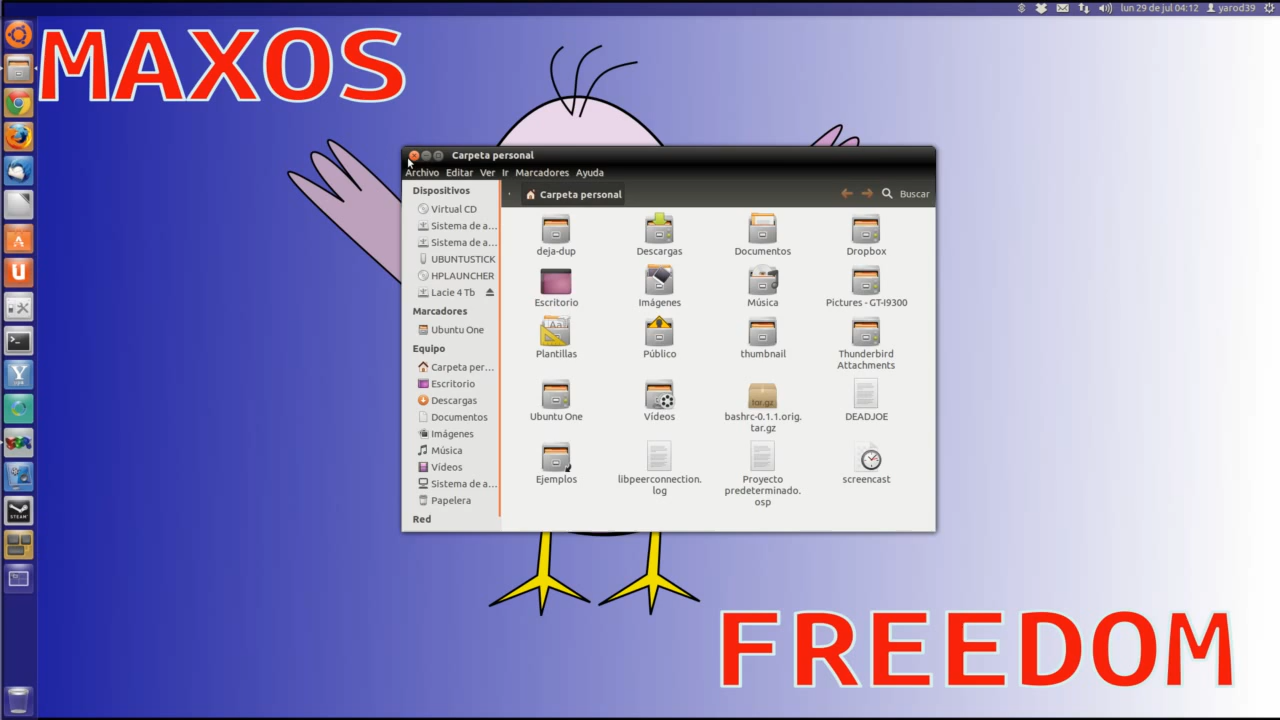 lun 29 de jul 04:12 yarod39
MAXOS
Carpeta personal
Archivo Editar Ver Ir Marcadores Ayuda
Carpeta personal
Buscar
Dispositivos
Virtual CD
Sistema de a...
Sistema de a...
UBUNTUSTICK
HPLAUNCHER
Lacie 4 Tb
Marcadores
Ubuntu One
Equipo
Carpeta per...
Escritorio
Descargas
Documentos
Imágenes
Música
Vídeos
Sistema de a...
Papelera
Red
deja-dup
Descargas
Documentos
Dropbox
Escritorio
Imágenes
Música
Pictures - GT-I9300
Plantillas
Público
thumbnail
Thunderbird
Attachments
Ubuntu One
Vídeos
tar.gz
bashrc-0.1.1.orig.
tar.gz
DEADJOE
Ejemplos
libpeerconnection.
log
Proyecto
predeterminado.
osp
screencast
STEAM
FREEDOM